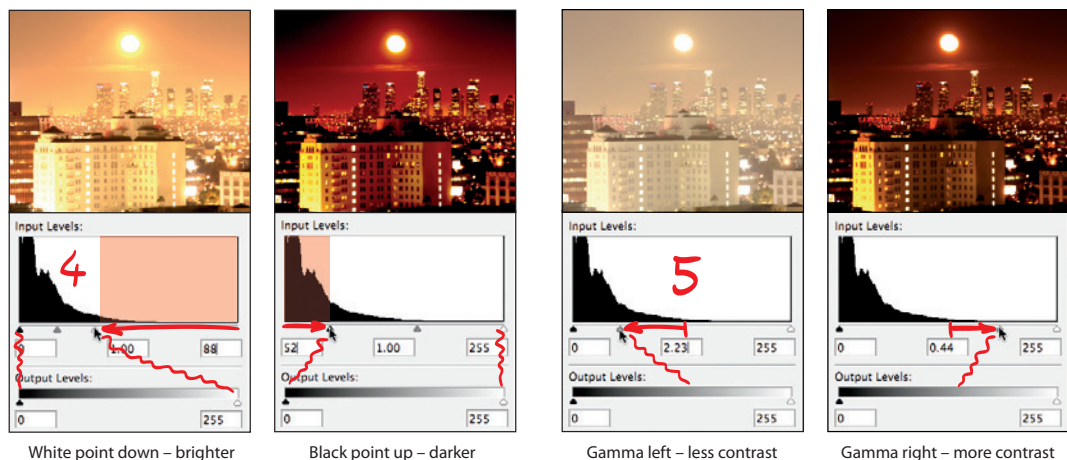 Input Levels:
4
0 1.00 88
Output Levels:
0 255
White point down – brighter
Input Levels:
52 1.00 255
Output Levels:
0 255
Black point up – darker
Input Levels:
5
0 2.23 255
Output Levels:
0 255
Gamma left – less contrast
Input Levels:
0 0.44 255
Output Levels:
0 255
Gamma right – more contrast